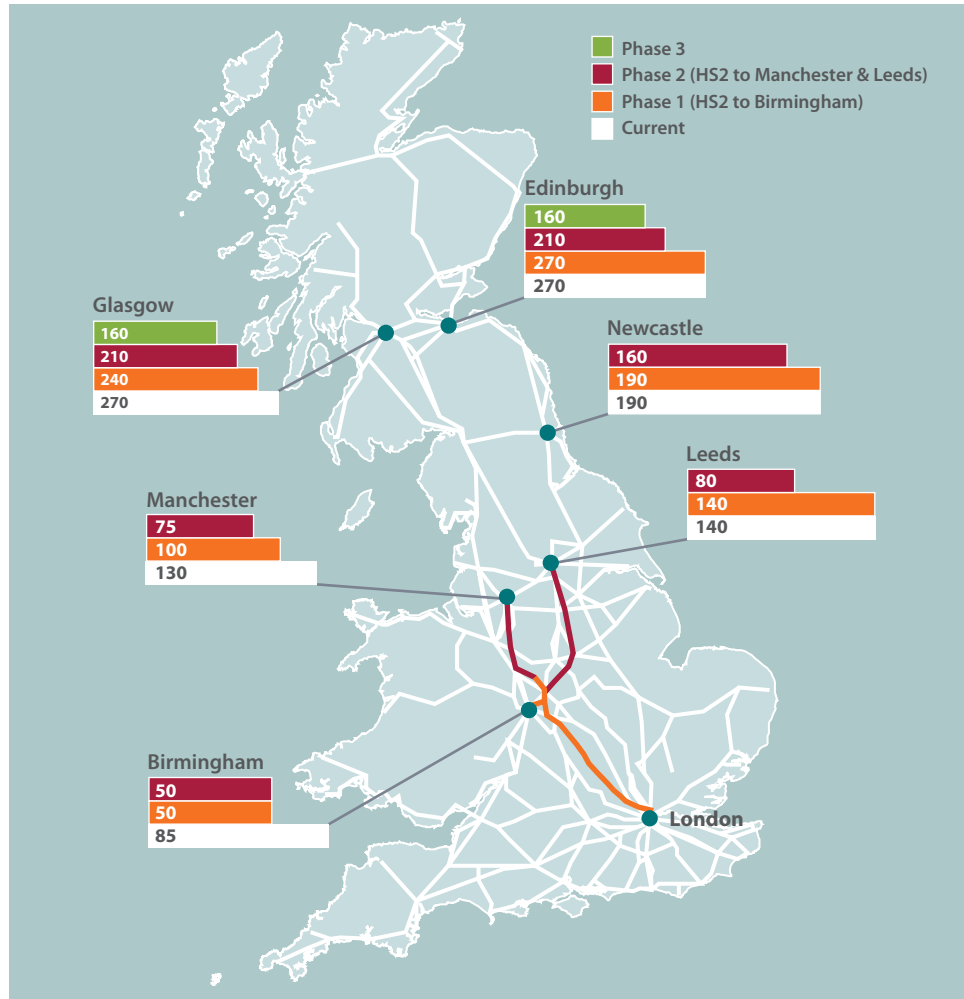 Phase 3
Phase 2 (HS2 to Manchester & Leeds)
Phase 1 (HS2 to Birmingham)
Current
Edinburgh
160
210
270
270
Glasgow
160
210
240
270
Newcastle
160
190
190
Leeds
80
140
140
Manchester
75
100
130
Birmingham
50
50
85
London